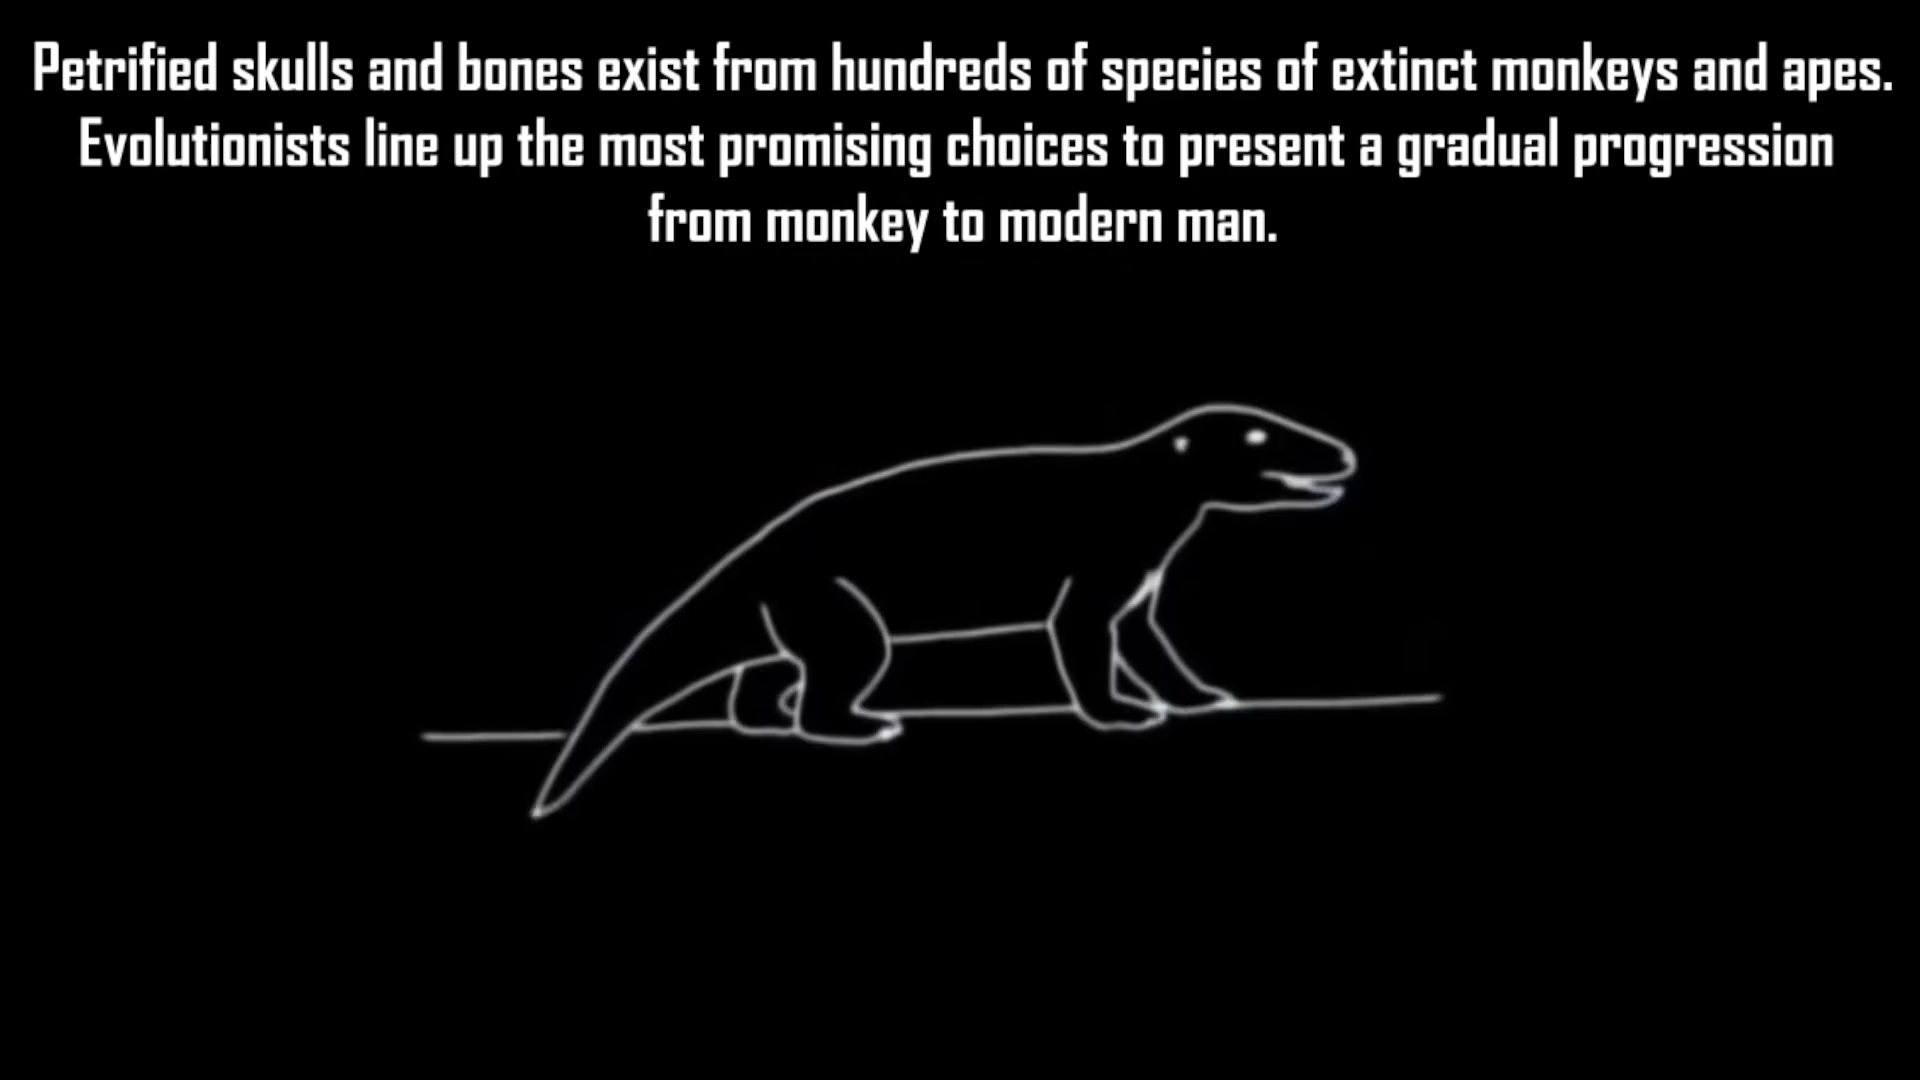 Petrified skulls and bones exist from hundreds of species of extinct monkeys and apes.
Evolutionists line up the most promising choices to present a gradual progression
from monkey to modern man.